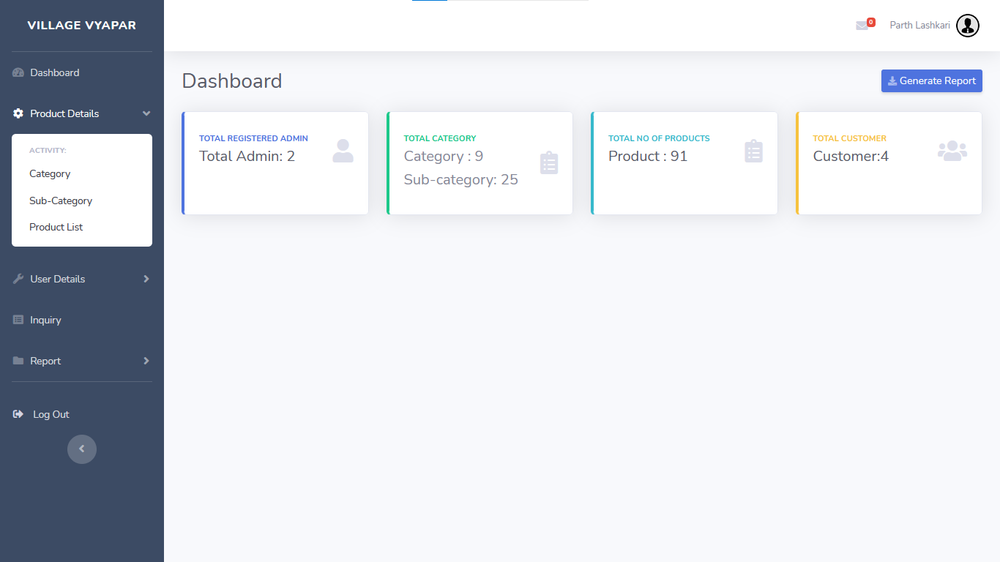 VILLAGE VYAPAR
Dashboard
Product Details
ACTIVITY:
Category
Sub-Category
Product List
User Details
Inquiry
Report
Log Out
0
Parth Lashkari
Dashboard
Generate Report
TOTAL REGISTERED ADMIN
Total Admin: 2
TOTAL CATEGORY
Category : 9
Sub-category: 25
TOTAL NO OF PRODUCTS
Product : 91
TOTAL CUSTOMER
Customer:4